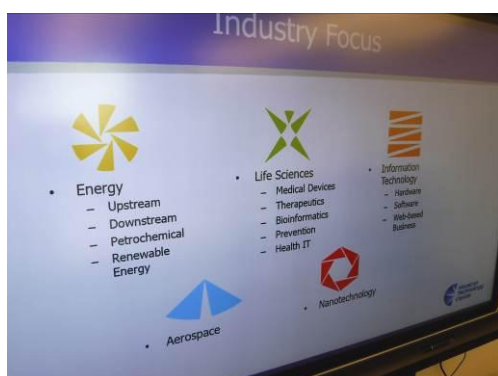 Industry Focus
• Energy
– Upstream
– Downstream
– Petrochemical
– Renewable
Energy
• Life Sciences
– Medical Devices
– Therapeutics
– Bioinformatics
– Prevention
– Health IT
• Information
Technology
– Hardware
– Software
– Web-based
Business
• Aerospace
• Nanotechnology